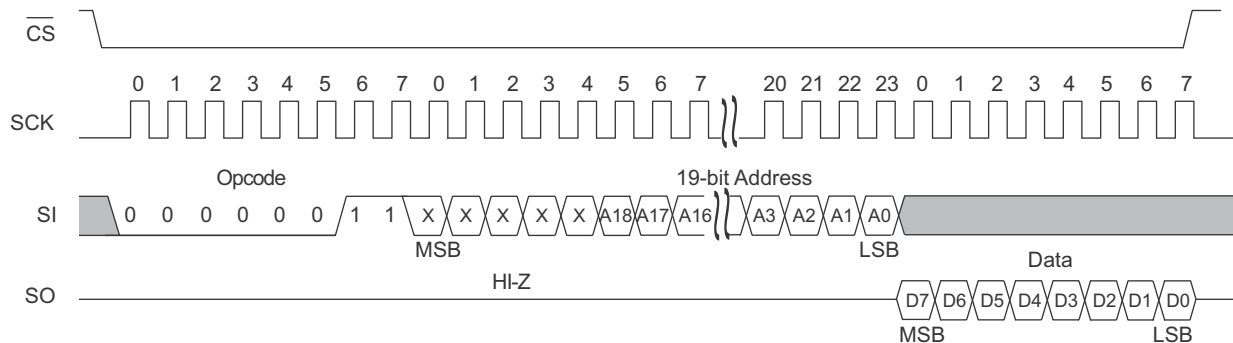 CS
0 1 2 3 4 5 6 7 0 1 2 3 4 5 6 7 20 21 22 23 0 1 2 3 4 5 6 7
SCK
Opcode 19-bit Address
SI 0 0 0 0 0 0 1 1 X X X X X A18 A17 A16 A3 A2 A1 A0
MSB LSB
HI-Z Data
SO D7 D6 D5 D4 D3 D2 D1 D0
MSB LSB